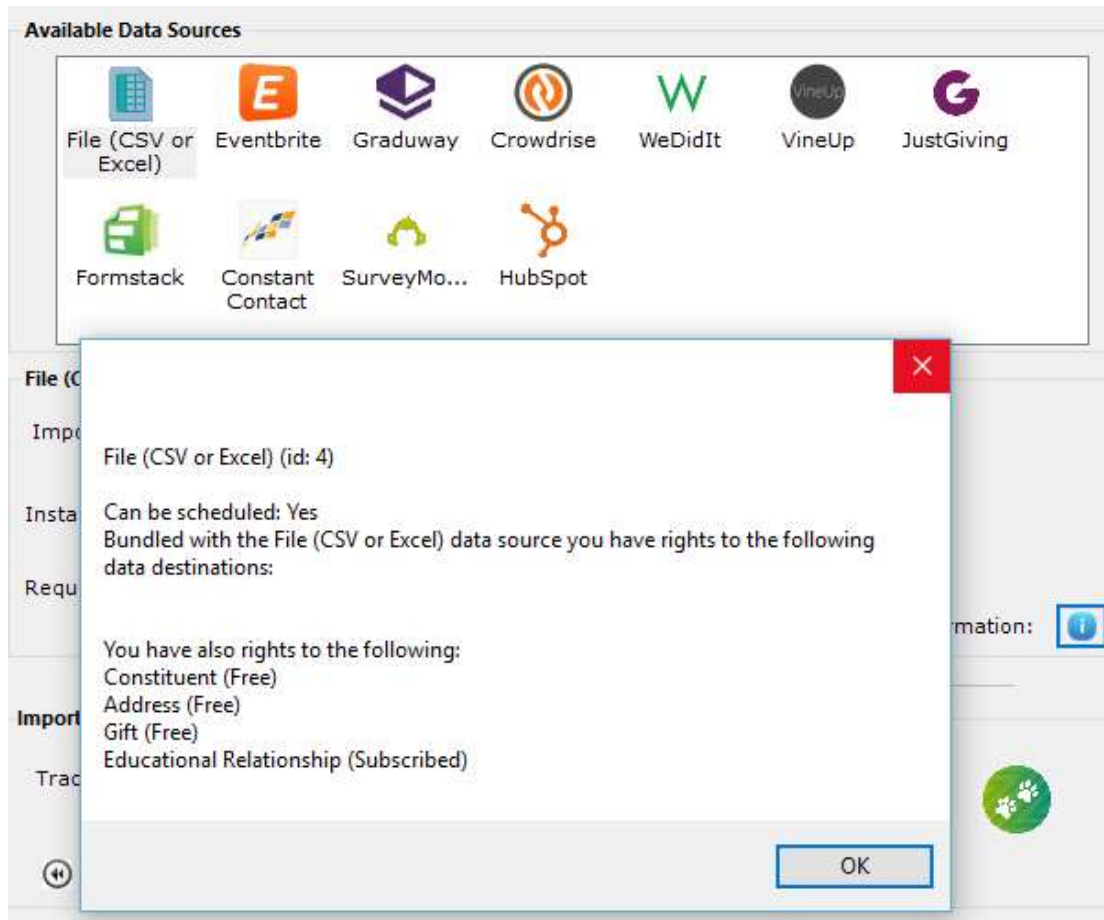 Available Data Sources
File (CSV or Excel)
Eventbrite
Graduway
Crowdrise
WeDidIt
VineUp
VineUp
JustGiving
Formstack
Constant Contact
SurveyMo...
HubSpot
File (C
Impo
Insta
Requ
rmation:
Import
Trac
File (CSV or Excel) (id: 4)
Can be scheduled: Yes
Bundled with the File (CSV or Excel) data source you have rights to the following
data destinations:
You have also rights to the following:
Constituent (Free)
Address (Free)
Gift (Free)
Educational Relationship (Subscribed)
OK